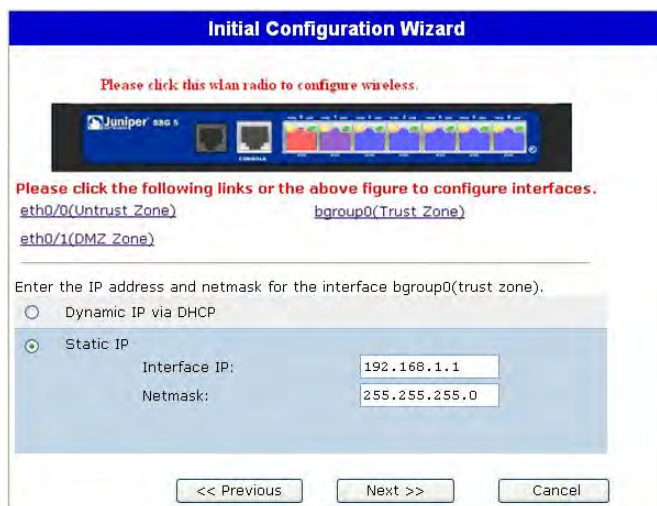 Initial Configuration Wizard
Please click this wlan radio to configure wireless.
Juniper SSG 5
CONSOLE
Please click the following links or the above figure to configure interfaces.
eth0/0(Untrust Zone) bgroup0(Trust Zone)
eth0/1(DMZ Zone)
Enter the IP address and netmask for the interface bgroup0(trust zone).
Dynamic IP via DHCP
Static IP
Interface IP: 192.168.1.1
Netmask: 255.255.255.0
<< Previous Next >> Cancel